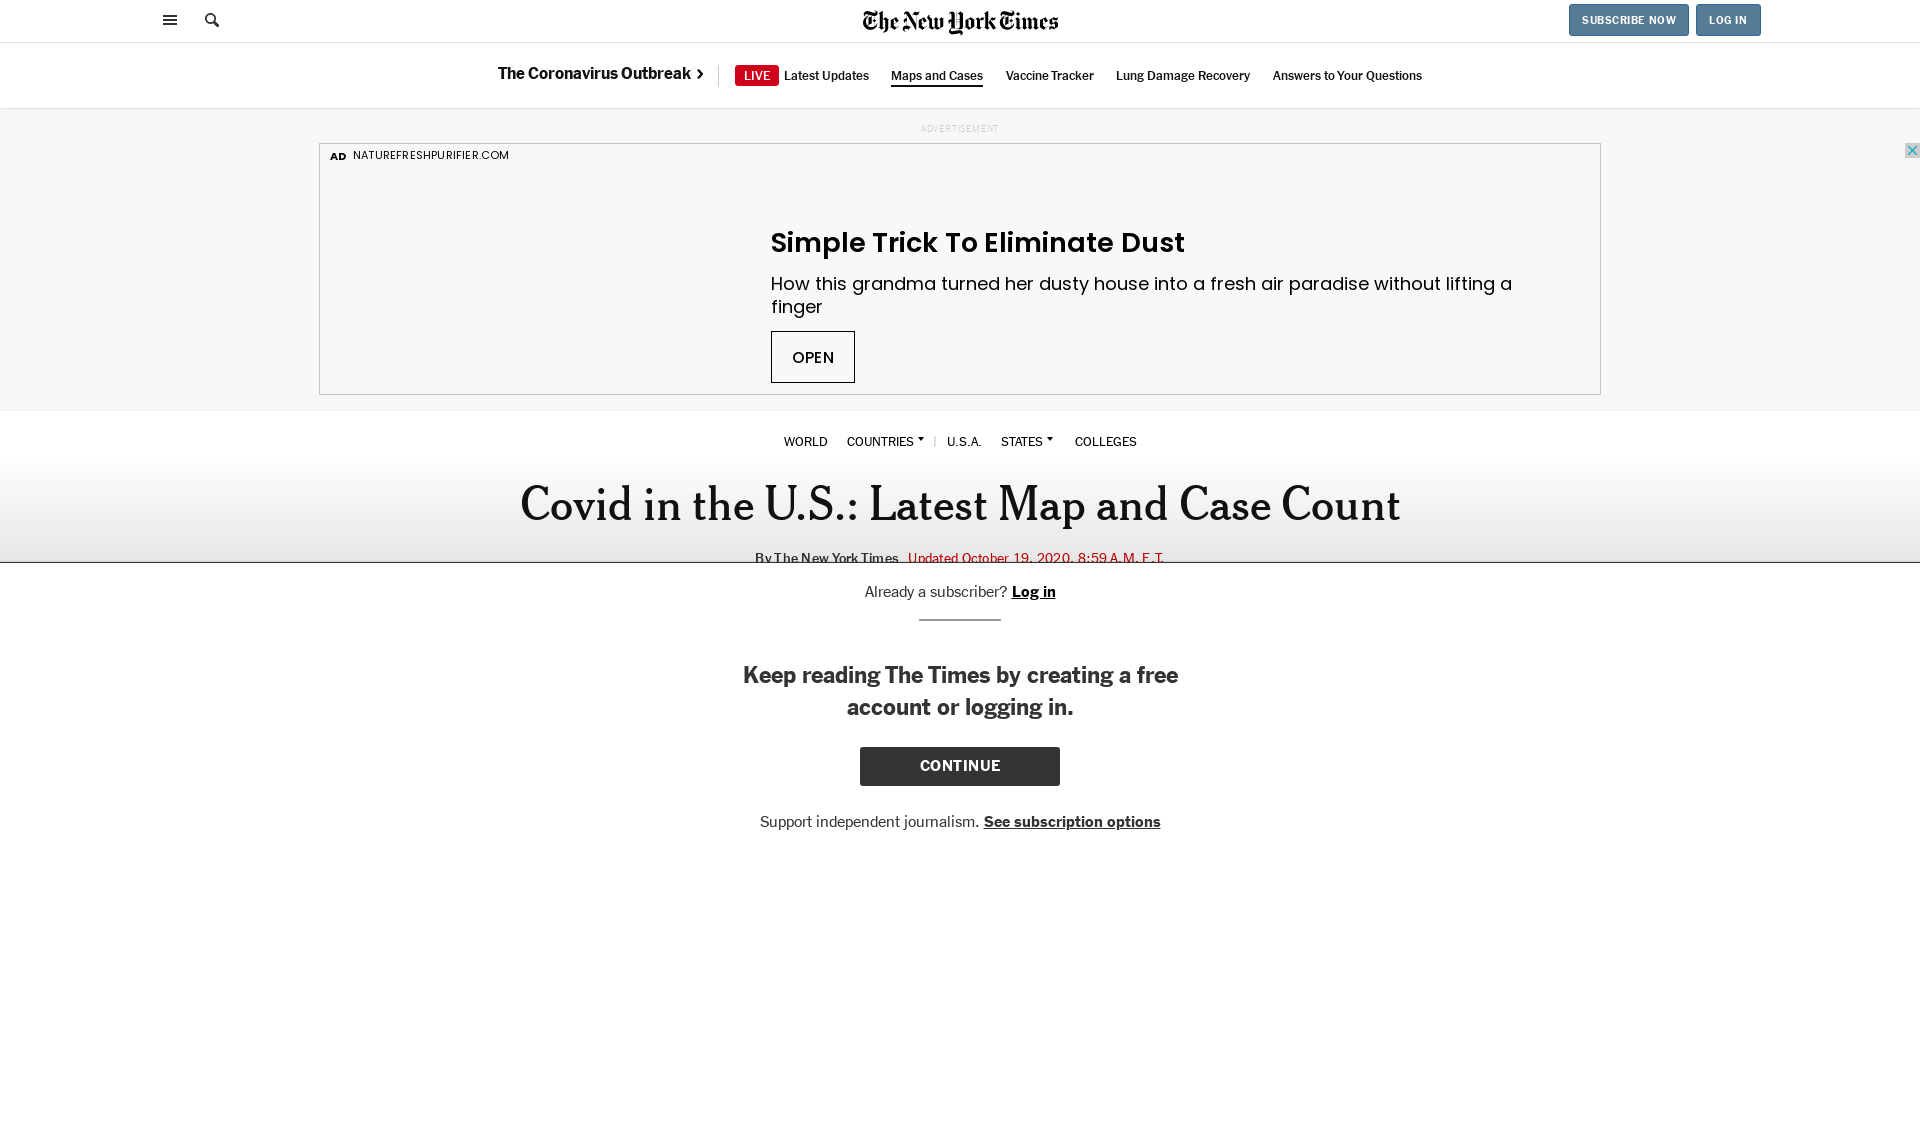 The New York Times
SUBSCRIBE NOW
LOG IN
The Coronavirus Outbreak
LIVE Latest Updates
Maps and Cases
Vaccine Tracker
Lung Damage Recovery
Answers to Your Questions
ADVERTISEMENT
AD NATUREFRESHPURIFIER.COM
Simple Trick To Eliminate Dust
How this grandma turned her dusty house into a fresh air paradise without lifting a
finger
OPEN
WORLD COUNTRIES | U.S.A. STATES COLLEGES
Covid in the U.S.: Latest Map and Case Count
By The New York Times Updated October 19, 2020, 8:59 A.M. E.T.
Already a subscriber? Log in
Keep reading The Times by creating a free
account or logging in.
CONTINUE
Support independent journalism. See subscription options